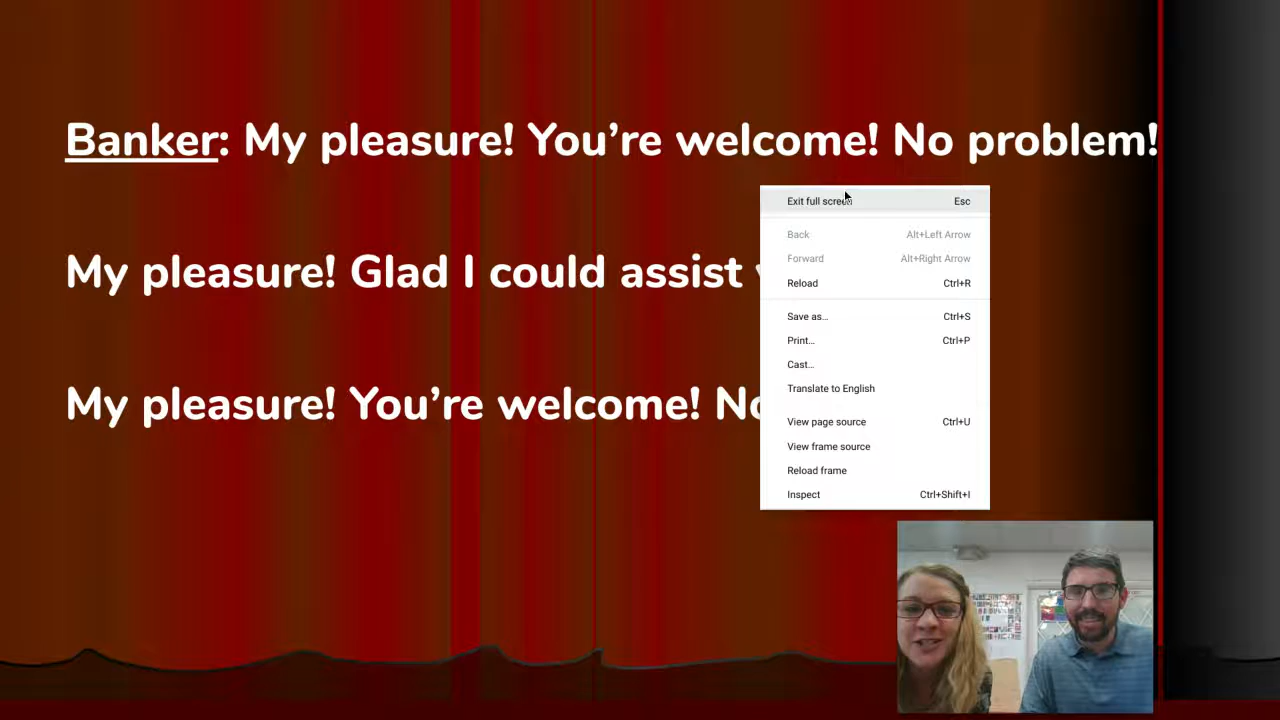 Banker: My pleasure! You're welcome! No problem!
My pleasure! Glad I could assist
My pleasure! You're welcome!
Exit full screen Esc
Back Alt+Left Arrow
Forward Alt+Right Arrow
Reload Ctrl+R
Save as... Ctrl+S
Print... Ctrl+P
Cast...
Translate to English
View page source Ctrl+U
View frame source
Reload frame
Inspect Ctrl+Shift+I